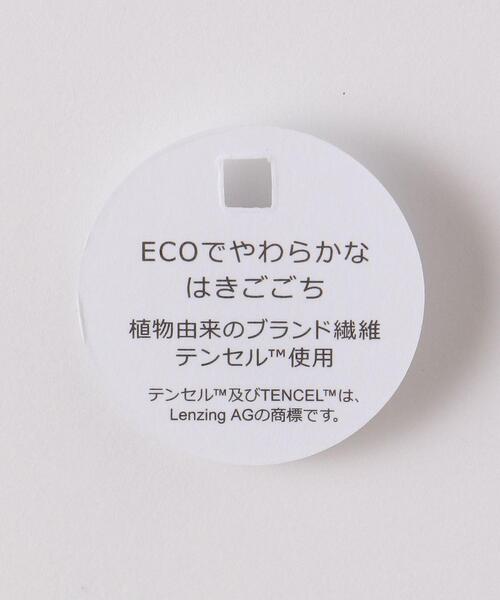 ECOでやわらかな
はきごごち
植物由来のブランド繊維
テンセル™使用
テンセル™及びTENCEL™は、
Lenzing AGの商標です。